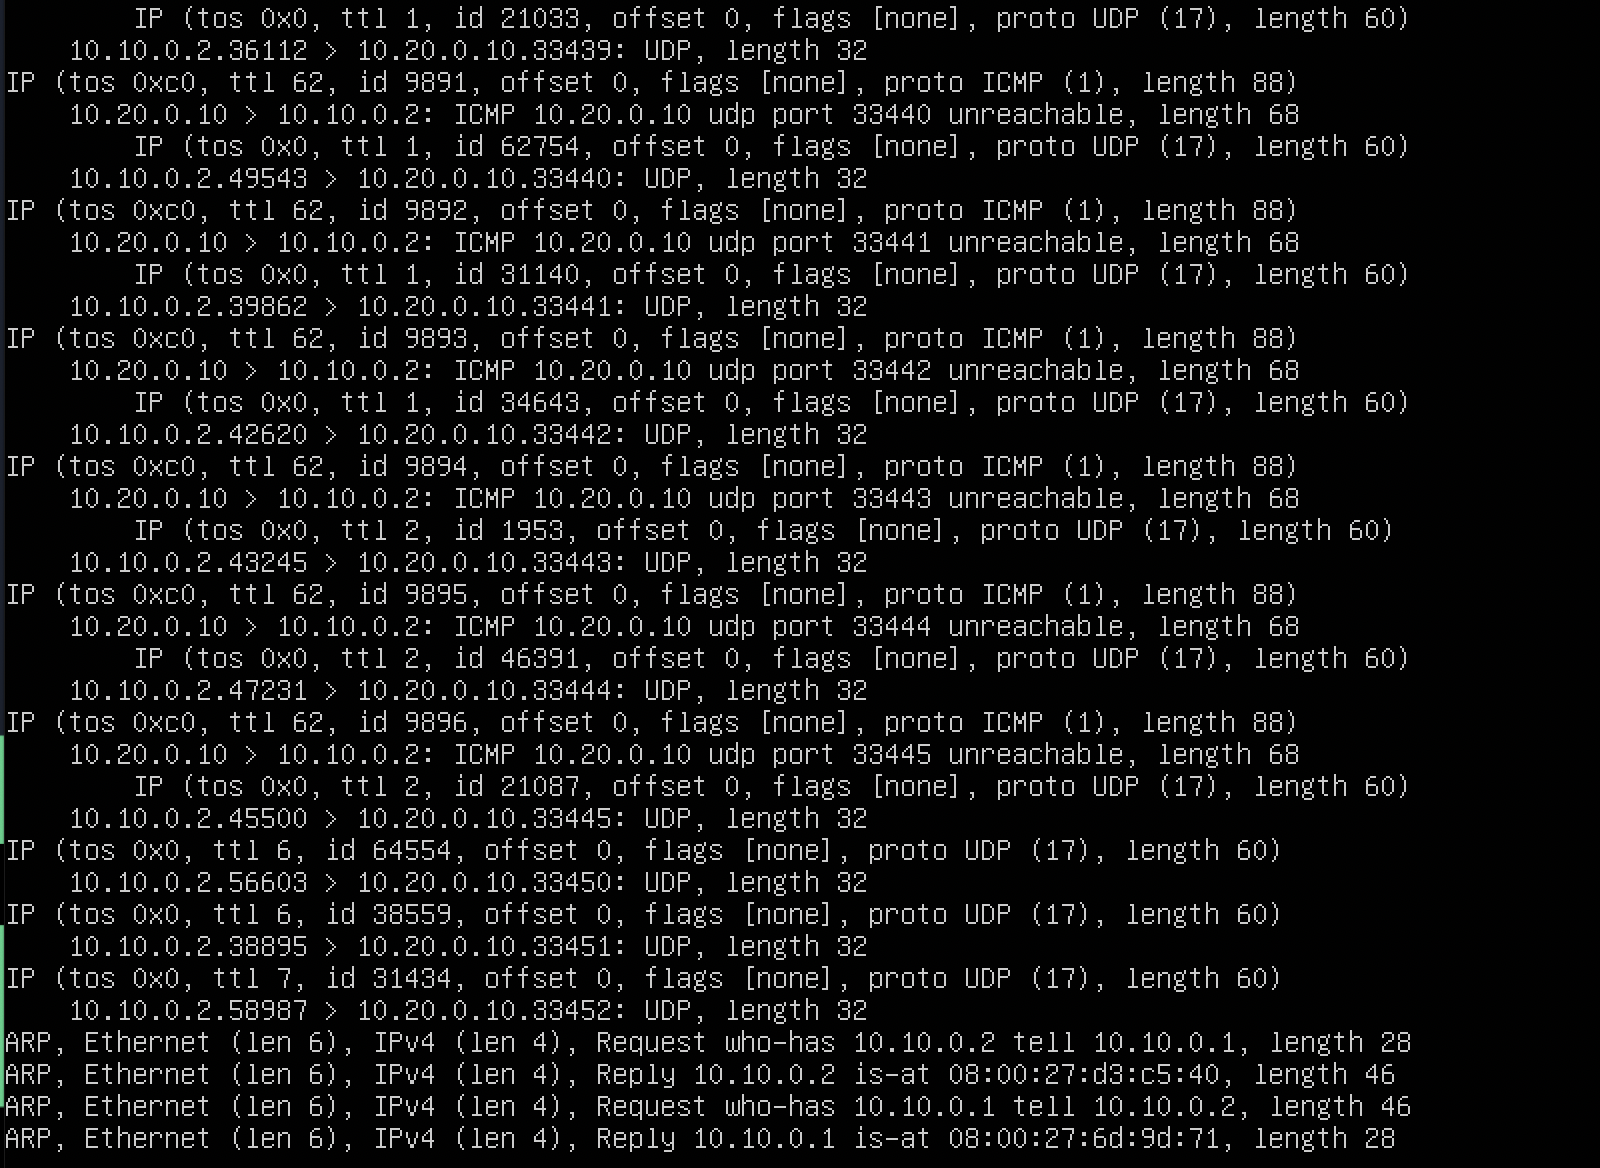 IP (tos 0x0, ttl 1, id 21033, offset 0, flags [none], proto UDP (17), length 60)
10.10.0.2.36112 > 10.20.0.10.33439: UDP, length 32
IP (tos 0xc0, ttl 62, id 9891, offset 0, flags [none], proto ICMP (1), length 88)
10.20.0.10 > 10.10.0.2: ICMP 10.20.0.10 udp port 33440 unreachable, length 68
IP (tos 0x0, ttl 1, id 62754, offset 0, flags [none], proto UDP (17), length 60)
10.10.0.2.49543 > 10.20.0.10.33440: UDP, length 32
IP (tos 0xc0, ttl 62, id 9892, offset 0, flags [none], proto ICMP (1), length 88)
10.20.0.10 > 10.10.0.2: ICMP 10.20.0.10 udp port 33441 unreachable, length 68
IP (tos 0x0, ttl 1, id 31140, offset 0, flags [none], proto UDP (17), length 60)
10.10.0.2.39862 > 10.20.0.10.33441: UDP, length 32
IP (tos 0xc0, ttl 62, id 9893, offset 0, flags [none], proto ICMP (1), length 88)
10.20.0.10 > 10.10.0.2: ICMP 10.20.0.10 udp port 33442 unreachable, length 68
IP (tos 0x0, ttl 1, id 34643, offset 0, flags [none], proto UDP (17), length 60)
10.10.0.2.42620 > 10.20.0.10.33442: UDP, length 32
IP (tos 0xc0, ttl 62, id 9894, offset 0, flags [none], proto ICMP (1), length 88)
10.20.0.10 > 10.10.0.2: ICMP 10.20.0.10 udp port 33443 unreachable, length 68
IP (tos 0x0, ttl 2, id 1953, offset 0, flags [none], proto UDP (17), length 60)
10.10.0.2.43245 > 10.20.0.10.33443: UDP, length 32
IP (tos 0xc0, ttl 62, id 9895, offset 0, flags [none], proto ICMP (1), length 88)
10.20.0.10 > 10.10.0.2: ICMP 10.20.0.10 udp port 33444 unreachable, length 68
IP (tos 0x0, ttl 2, id 46391, offset 0, flags [none], proto UDP (17), length 60)
10.10.0.2.47231 > 10.20.0.10.33444: UDP, length 32
IP (tos 0xc0, ttl 62, id 9896, offset 0, flags [none], proto ICMP (1), length 88)
10.20.0.10 > 10.10.0.2: ICMP 10.20.0.10 udp port 33445 unreachable, length 68
IP (tos 0x0, ttl 2, id 21087, offset 0, flags [none], proto UDP (17), length 60)
10.10.0.2.45500 > 10.20.0.10.33445: UDP, length 32
IP (tos 0x0, ttl 6, id 64554, offset 0, flags [none], proto UDP (17), length 60)
10.10.0.2.56603 > 10.20.0.10.33450: UDP, length 32
IP (tos 0x0, ttl 6, id 38559, offset 0, flags [none], proto UDP (17), length 60)
10.10.0.2.38895 > 10.20.0.10.33451: UDP, length 32
IP (tos 0x0, ttl 7, id 31434, offset 0, flags [none], proto UDP (17), length 60)
10.10.0.2.58987 > 10.20.0.10.33452: UDP, length 32
ARP, Ethernet (len 6), IPv4 (len 4), Request who-has 10.10.0.2 tell 10.10.0.1, length 28
ARP, Ethernet (len 6), IPv4 (len 4), Reply 10.10.0.2 is-at 08:00:27:d3:c5:40, length 46
ARP, Ethernet (len 6), IPv4 (len 4), Request who-has 10.10.0.1 tell 10.10.0.2, length 46
ARP, Ethernet (len 6), IPv4 (len 4), Reply 10.10.0.1 is-at 08:00:27:6d:9d:71, length 28